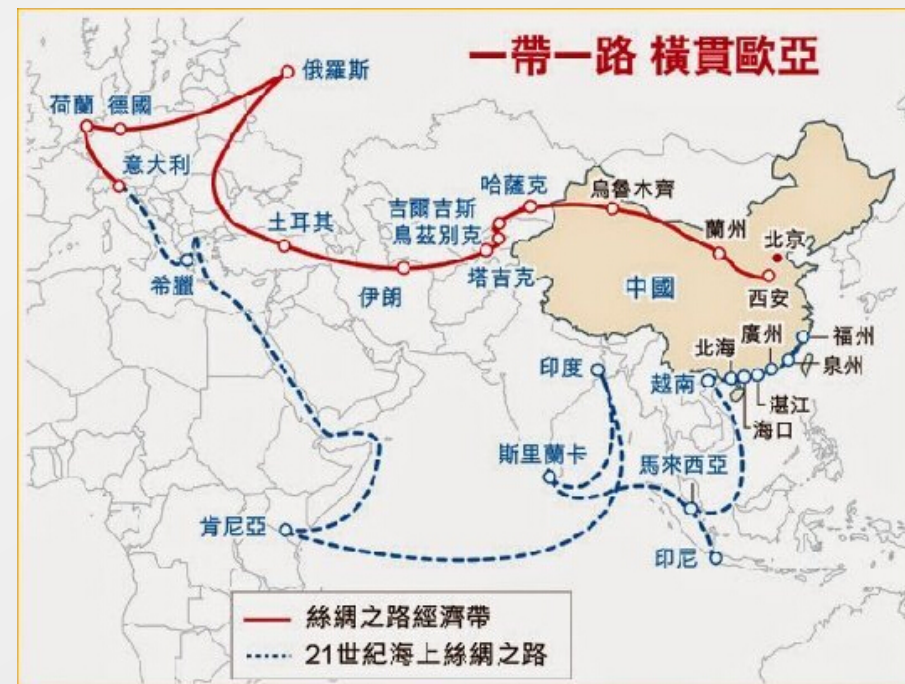 一帶一路 橫貫歐亞
俄羅斯
荷蘭
德國
意大利
哈薩克
烏魯木齊
吉爾吉斯
烏茲別克
蘭州
北京
土耳其
希臘
伊朗
塔吉克
中國
西安
廣州
福州
北海
泉州
印度
越南
湛江
海口
斯里蘭卡
馬來西亞
肯尼亞
印尼
絲綢之路經濟帶
21世紀海上絲綢之路